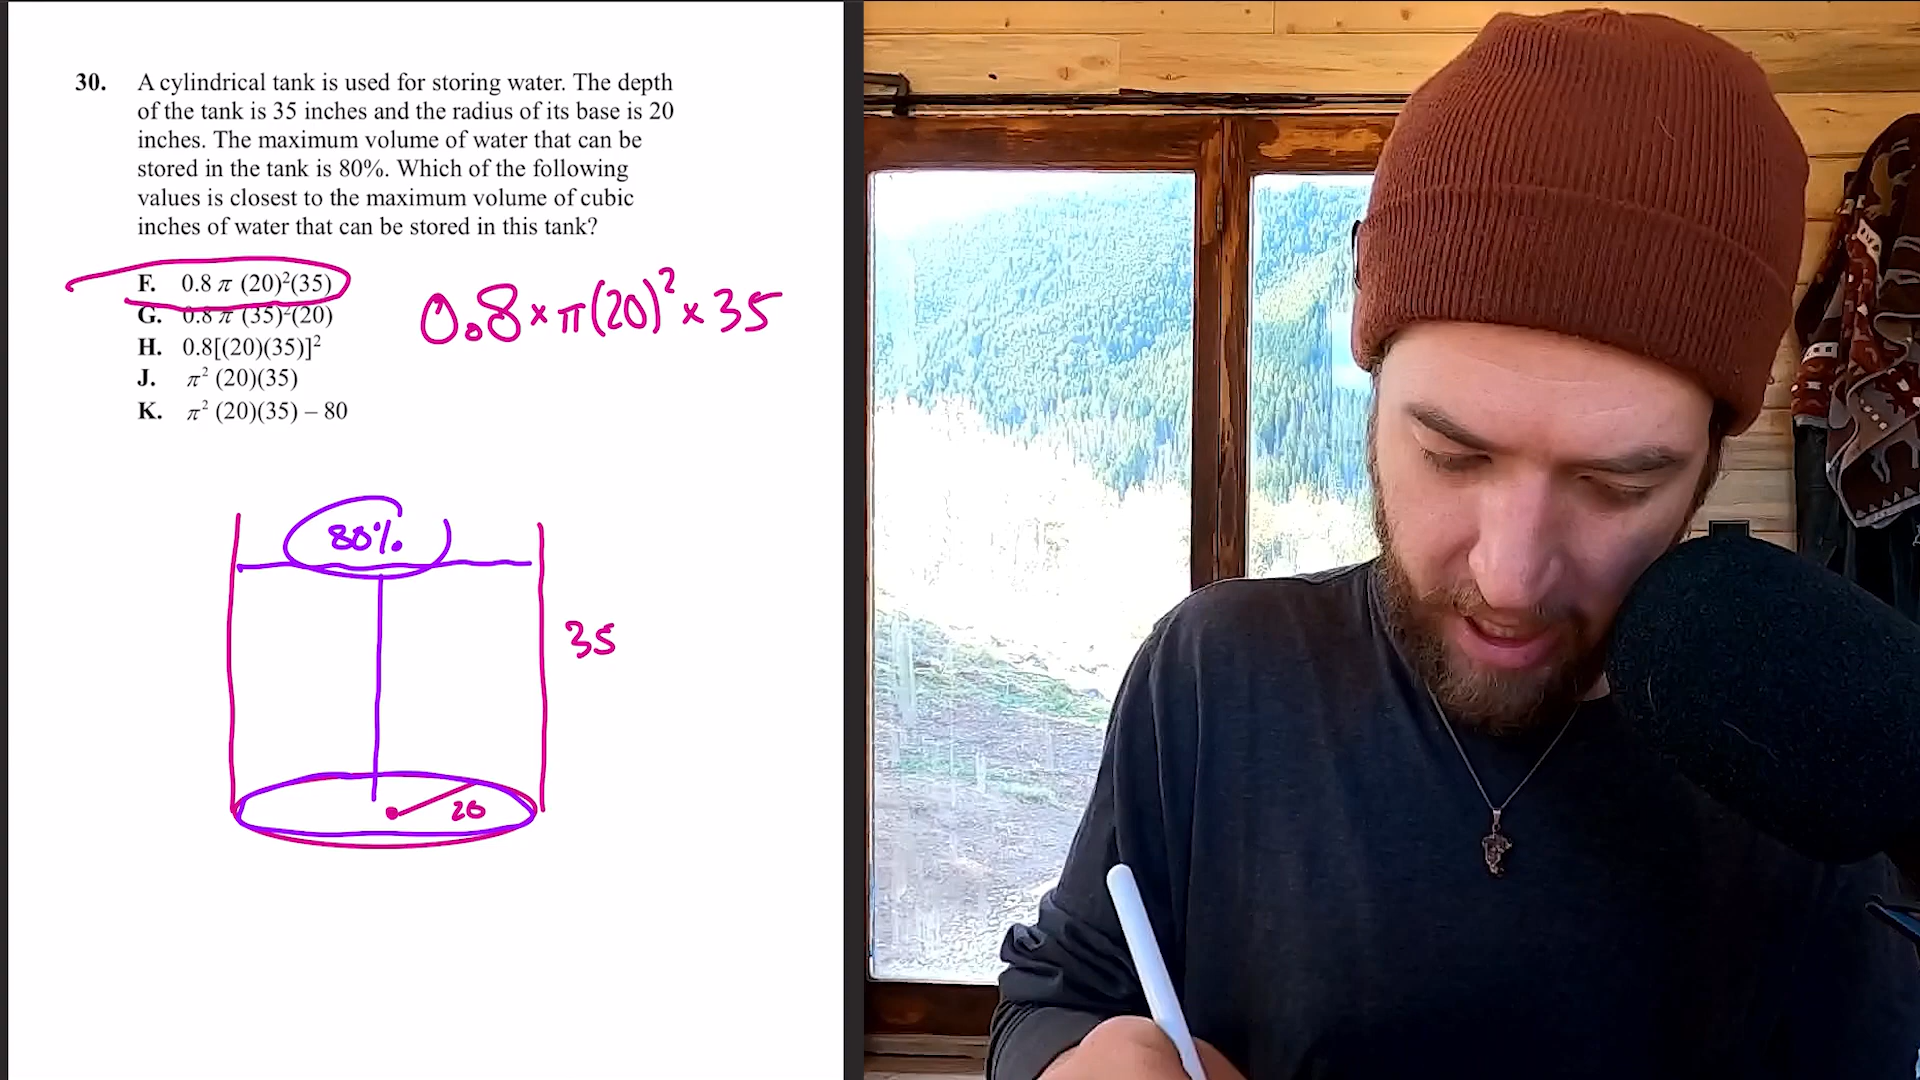 30. A cylindrical tank is used for storing water. The depth
of the tank is 35 inches and the radius of its base is 20
inches. The maximum volume of water that can be
stored in the tank is 80%. Which of the following
values is closest to the maximum volume of cubic
inches of water that can be stored in this tank?
F. 0.8 π (20)²(35)
G. 0.8 π (35)²(20)
H. 0.8[(20)(35)]²
J. π² (20)(35)
K. π² (20)(35) – 80
0.8 × π(20)² × 35
80%
35
20